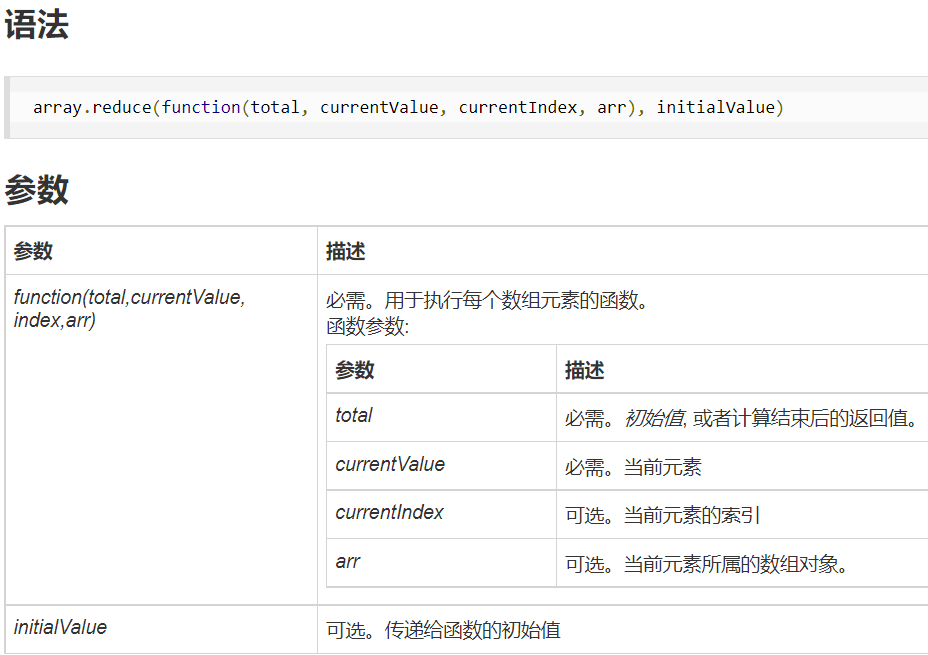 语法
array.reduce(function(total, currentValue, currentIndex, arr), initialValue)
参数
参数 描述
function(total,currentValue,
index,arr)
必需。用于执行每个数组元素的函数。
函数参数:
参数 描述
total 必需。初始值, 或者计算结束后的返回值。
currentValue 必需。当前元素
currentIndex 可选。当前元素的索引
arr 可选。当前元素所属的数组对象。
initialValue 可选。传递给函数的初始值